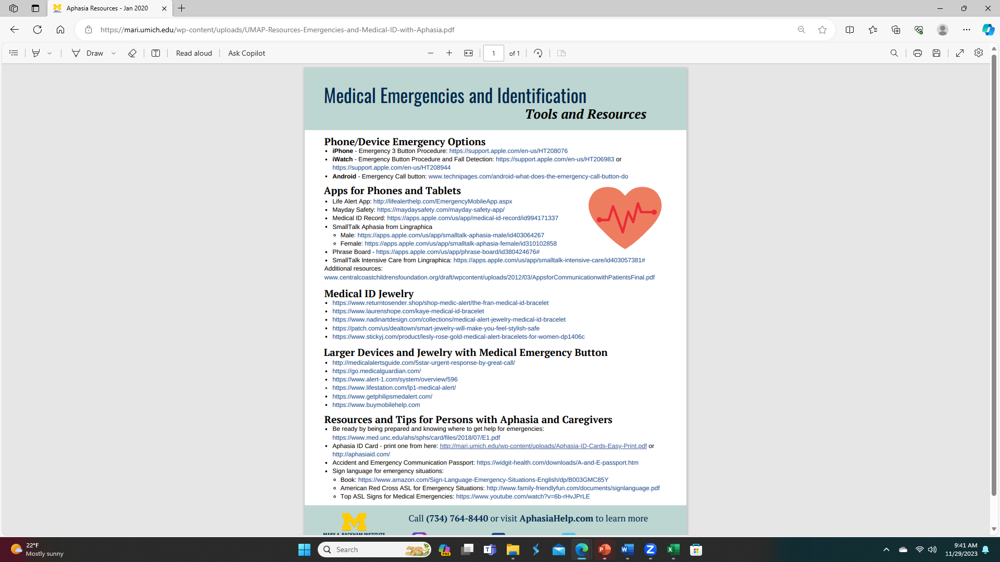 Aphasia Resources - Jan 2020
https://mari.umich.edu/wp-content/uploads/UMAP-Resources-Emergencies-and-Medical-ID-with-Aphasia.pdf
Draw Read aloud Ask Copilot 1 of 1
Medical Emergencies and Identification
Tools and Resources
Phone/Device Emergency Options
• iPhone - Emergency 3 Button Procedure: https://support.apple.com/en-us/HT208076
• iWatch - Emergency Button Procedure and Fall Detection: https://support.apple.com/en-us/HT206983 or
https://support.apple.com/en-us/HT208944
• Android - Emergency Call button: www.technipages.com/android-what-does-the-emergency-call-button-do
Apps for Phones and Tablets
• Life Alert App: http://lifealerthelp.com/EmergencyMobileApp.aspx
• Mayday Safety: https://maydaysafety.com/mayday-safety-app/
• Medical ID Record: https://apps.apple.com/us/app/medical-id-record/id994171337
• SmallTalk Aphasia from Lingraphica
Male: https://apps.apple.com/us/app/smalltalk-aphasia-male/id403064267
Female: https://apps.apple.com/us/app/smalltalk-aphasia-female/id310102858
• Phrase Board - https://apps.apple.com/us/app/phrase-board/id380424676#
• SmallTalk Intensive Care from Lingraphica: https://apps.apple.com/us/app/smalltalk-intensive-care/id403057381#
Additional resources:
www.centralcoastchildrensfoundation.org/draft/wpcontent/uploads/2012/03/AppsforCommunicationwithPatientsFinal.pdf
Medical ID Jewelry
• https://www.returntosender.shop/shop-medic-alert/the-fran-medical-id-bracelet
• https://www.laurenshope.com/kaye-medical-id-bracelet
• https://www.nadinartdesign.com/collections/medical-alert-jewelry-medical-id-bracelet
• https://patch.com/us/dealtown/smart-jewelry-will-make-you-feel-stylish-safe
• https://www.stickyj.com/product/lesly-rose-gold-medical-alert-bracelets-for-women-dp1406c
Larger Devices and Jewelry with Medical Emergency Button
• http://medicalalertsguide.com/5star-urgent-response-by-great-call/
• https://go.medicalguardian.com/
• https://www.alert-1.com/system/overview/596
• https://www.lifestation.com/lp1-medical-alert/
• https://www.getphilipsmedalert.com/
• https://www.buymobilehelp.com
Resources and Tips for Persons with Aphasia and Caregivers
• Be ready by being prepared and knowing where to get help for emergencies:
https://www.med.unc.edu/ahs/sphs/card/files/2018/07/E1.pdf
• Aphasia ID Card - print one from here: http://mari.umich.edu/wp-content/uploads/Aphasia-ID-Cards-Easy-Print.pdf or
http://aphasiaid.com/
• Accident and Emergency Communication Passport: https://widgit-health.com/downloads/A-and-E-passport.htm
• Sign language for emergency situations:
Book: https://www.amazon.com/Sign-Language-Emergency-Situations-English/dp/B003GMC85Y
American Red Cross ASL for Emergency Situations: http://www.family-friendlyfun.com/documents/signlanguage.pdf
Top ASL Signs for Medical Emergencies: https://www.youtube.com/watch?v=6b-rHvJPrLE
Call (734) 764-8440 or visit AphasiaHelp.com to learn more
MARY A. RACKHAM INSTITUTE
22°F
Mostly sunny
Search
9:41 AM
11/29/2023